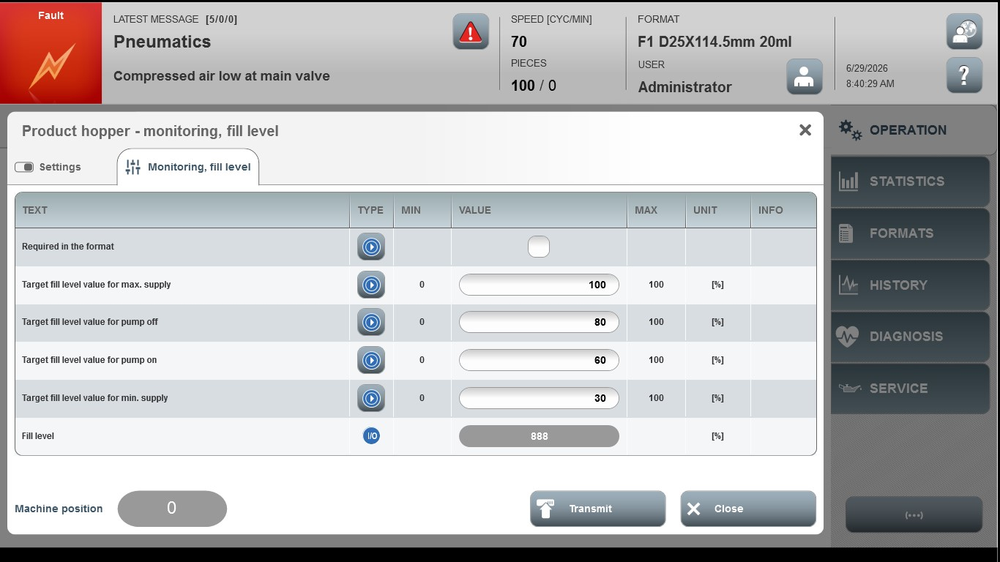 Fault
LATEST MESSAGE [5/0/0]
Pneumatics
Compressed air low at main valve
SPEED [CYC/MIN]
70
PIECES
100 / 0
FORMAT
F1 D25X114.5mm 20ml
USER
Administrator
6/29/2026
8:40:29 AM
?
Product hopper - monitoring, fill level
Settings
Monitoring, fill level
TEXT TYPE MIN VALUE MAX UNIT INFO
Required in the format
Target fill level value for max. supply 0 100 100 [%]
Target fill level value for pump off 0 80 100 [%]
Target fill level value for pump on 0 60 100 [%]
Target fill level value for min. supply 0 30 100 [%]
Fill level I/O 888 [%]
Machine position 0
Transmit
Close
OPERATION
STATISTICS
FORMATS
HISTORY
DIAGNOSIS
SERVICE
(•••)